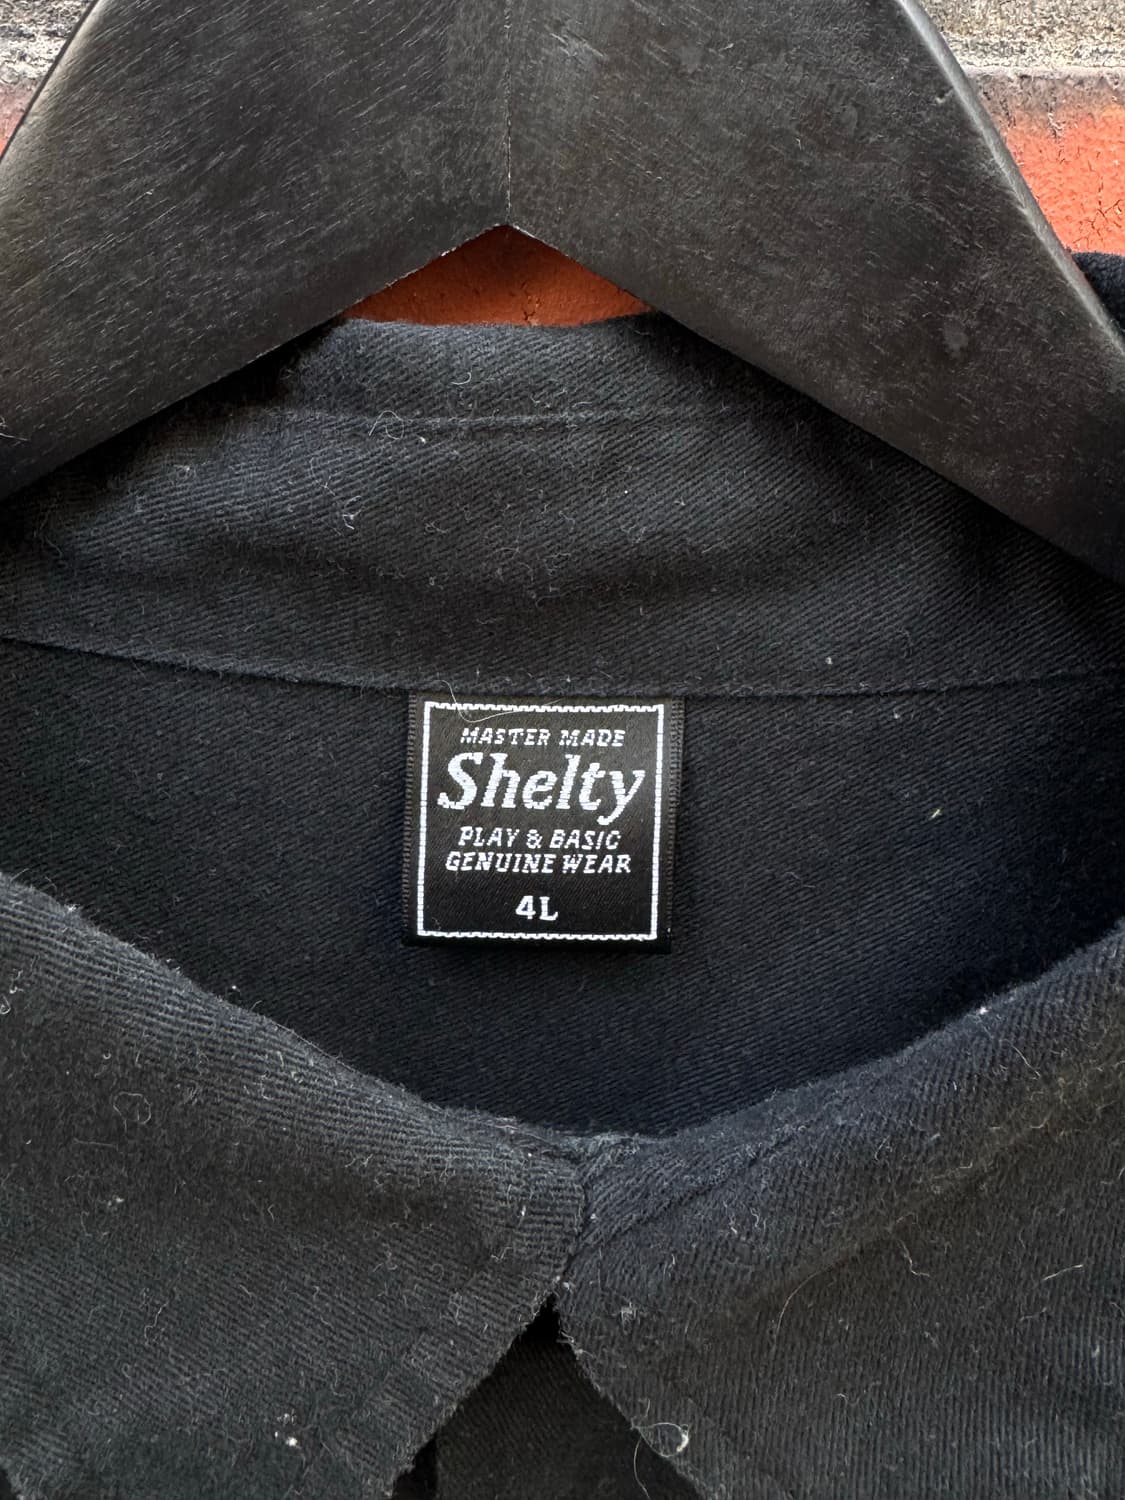 MASTER MADE
Shelty
PLAY & BASIC
GENUINE WEAR
4L